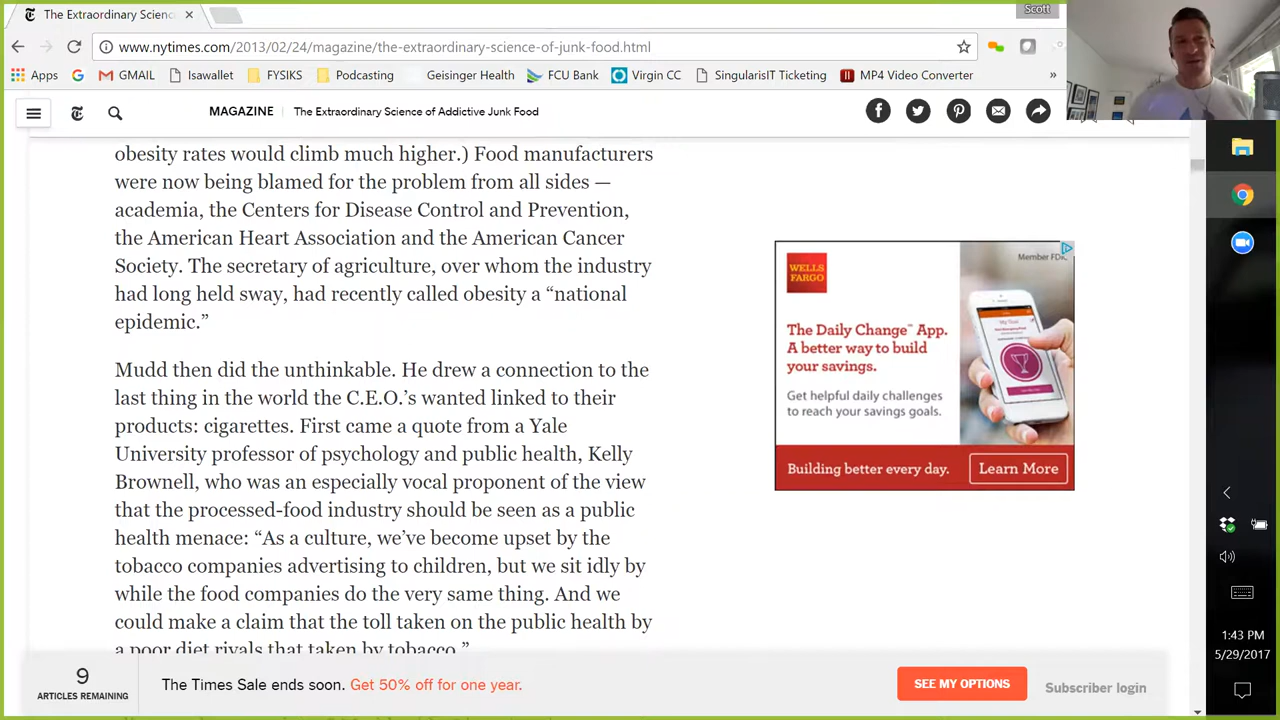 The Extraordinary Scienc
Scott
www.nytimes.com/2013/02/24/magazine/the-extraordinary-science-of-junk-food.html
Apps
GMAIL
Isawallet
FYSIKS
Podcasting
Geisinger Health
FCU Bank
Virgin CC
SingularisIT Ticketing
MP4 Video Converter
»
MAGAZINE
The Extraordinary Science of Addictive Junk Food
obesity rates would climb much higher.) Food manufacturers
were now being blamed for the problem from all sides —
academia, the Centers for Disease Control and Prevention,
the American Heart Association and the American Cancer
Society. The secretary of agriculture, over whom the industry
had long held sway, had recently called obesity a “national
epidemic.”
Mudd then did the unthinkable. He drew a connection to the
last thing in the world the C.E.O.’s wanted linked to their
products: cigarettes. First came a quote from a Yale
University professor of psychology and public health, Kelly
Brownell, who was an especially vocal proponent of the view
that the processed-food industry should be seen as a public
health menace: “As a culture, we’ve become upset by the
tobacco companies advertising to children, but we sit idly by
while the food companies do the very same thing. And we
could make a claim that the toll taken on the public health by
a poor diet rivals that taken by tobacco.”
WELLS
FARGO
Member FDIC
The Daily Change™ App.
A better way to build
your savings.
Get helpful daily challenges
to reach your savings goals.
Building better every day.
Learn More
9
ARTICLES REMAINING
The Times Sale ends soon. Get 50% off for one year.
SEE MY OPTIONS
Subscriber login
1:43 PM
5/29/2017